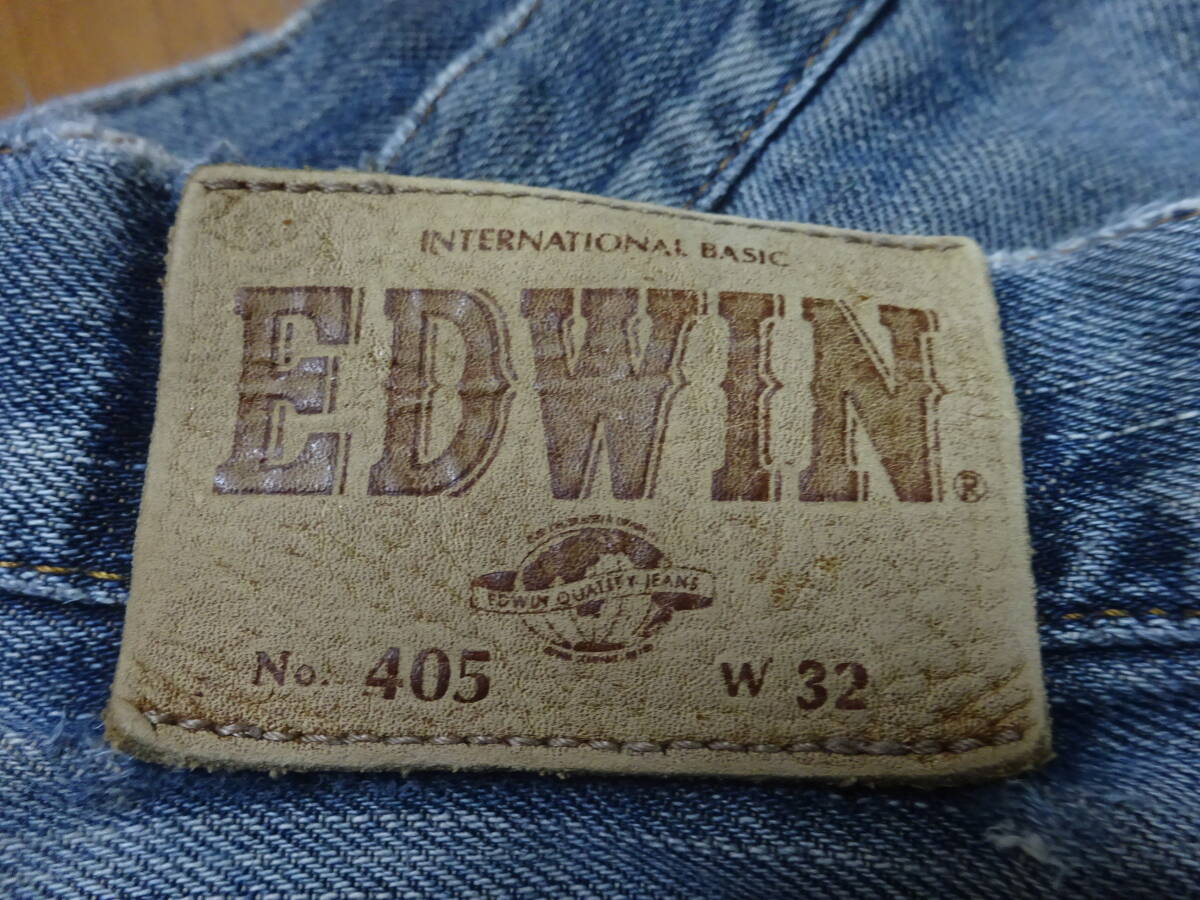 INTERNATIONAL BASIC
EDWIN®
EDWIN QUALITY JEANS
No. 405 W 32